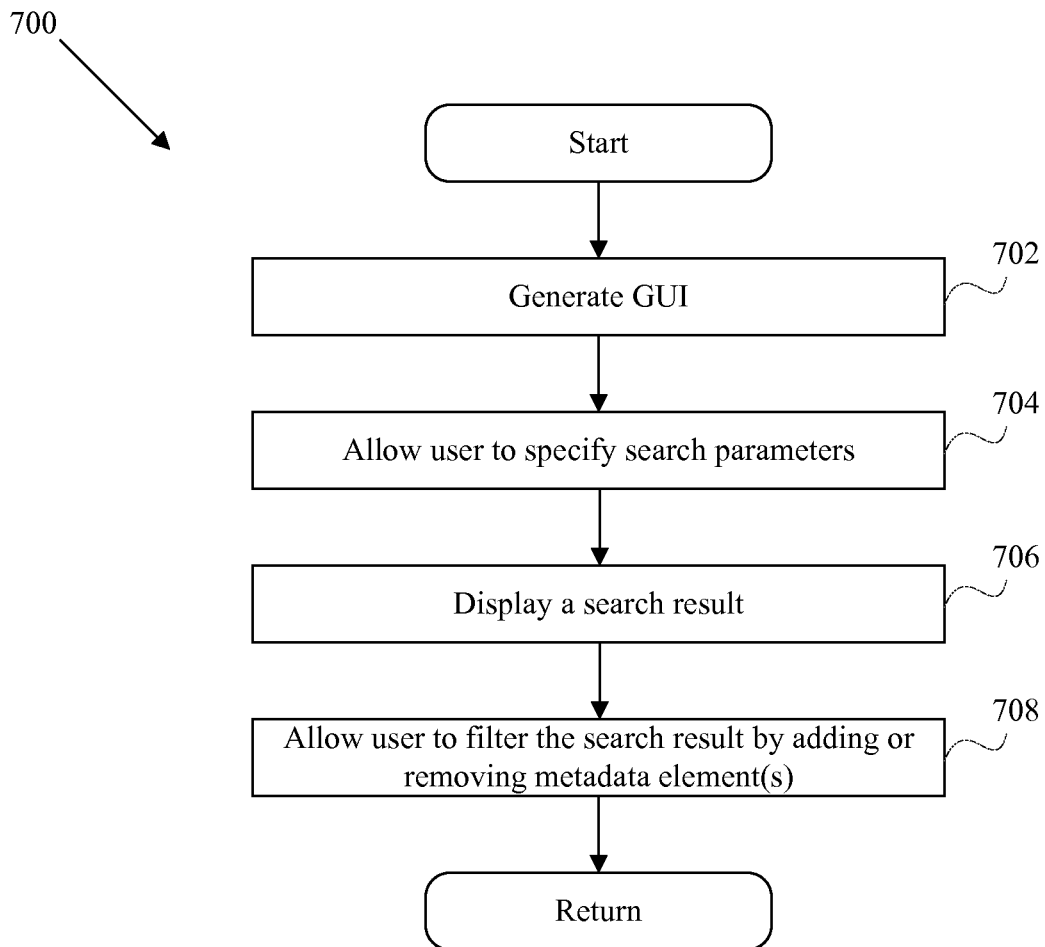 700
Start
702
Generate GUI
704
Allow user to specify search parameters
706
Display a search result
708
Allow user to filter the search result by adding or
removing metadata element(s)
Return